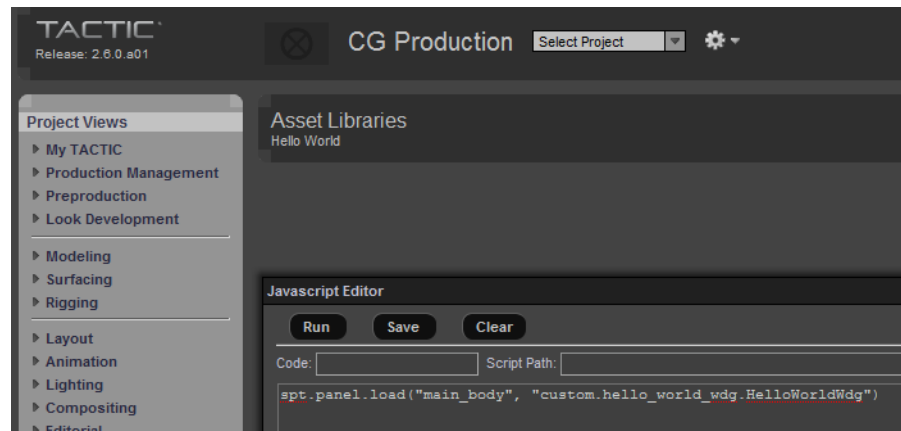 TACTIC
Release: 2.6.0.a01
CG Production
Select Project
Project Views
My TACTIC
Production Management
Preproduction
Look Development
Modeling
Surfacing
Rigging
Layout
Animation
Lighting
Compositing
Editorial
Asset Libraries
Hello World
Javascript Editor
Run Save Clear
Code: Script Path:
spt.panel.load("main_body", "custom.hello_world_wdg.HelloWorldWdg")